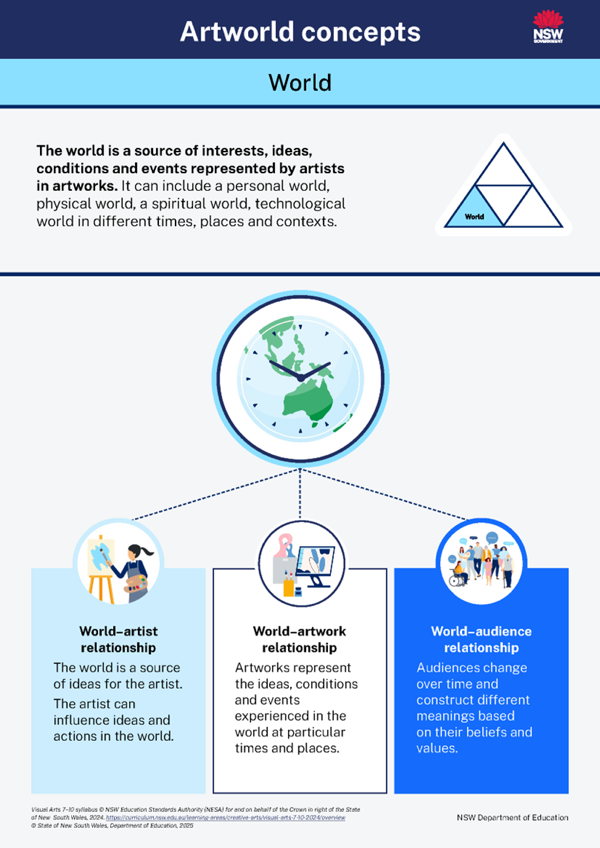 Artworld concepts
NSW
GOVERNMENT
World
The world is a source of interests, ideas,
conditions and events represented by artists
in artworks. It can include a personal world,
physical world, a spiritual world, technological
world in different times, places and contexts.
World
World–artist
relationship
The world is a source
of ideas for the artist.
The artist can
influence ideas and
actions in the world.
World–artwork
relationship
Artworks represent
the ideas, conditions
and events
experienced in the
world at particular
times and places.
World–audience
relationship
Audiences change
over time and
construct different
meanings based
on their beliefs and
values.
Visual Arts 7–10 syllabus © NSW Education Standards Authority (NESA) for and on behalf of the Crown in right of the State
of New South Wales, 2024. https://curriculum.nsw.edu.au/learning-areas/creative-arts/visual-arts-7-10-2024/overview
© State of New South Wales, Department of Education, 2025
NSW Department of Education